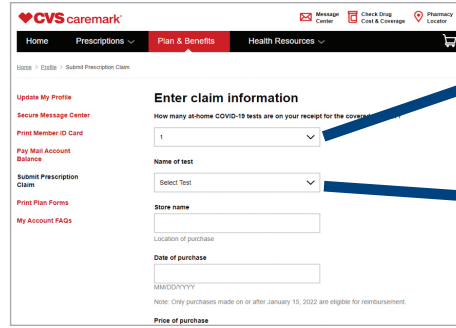 CVS caremark®
Message Center
Check Drug Cost & Coverage
Pharmacy Locator
Home Prescriptions Plan & Benefits Health Resources
Home > Profile > Submit Prescription Claim
Update My Profile
Secure Message Center
Print Member ID Card
Pay Mail Account
Balance
Submit Prescription
Claim
Print Plan Forms
My Account FAQs
Enter claim information
How many at-home COVID-19 tests are on your receipt for the covered
1
Name of test
Select Test
Store name
Location of purchase
Date of purchase
MM/DD/YYYY
Note: Only purchases made on or after January 15, 2022 are eligible for reimbursement.
Price of purchase